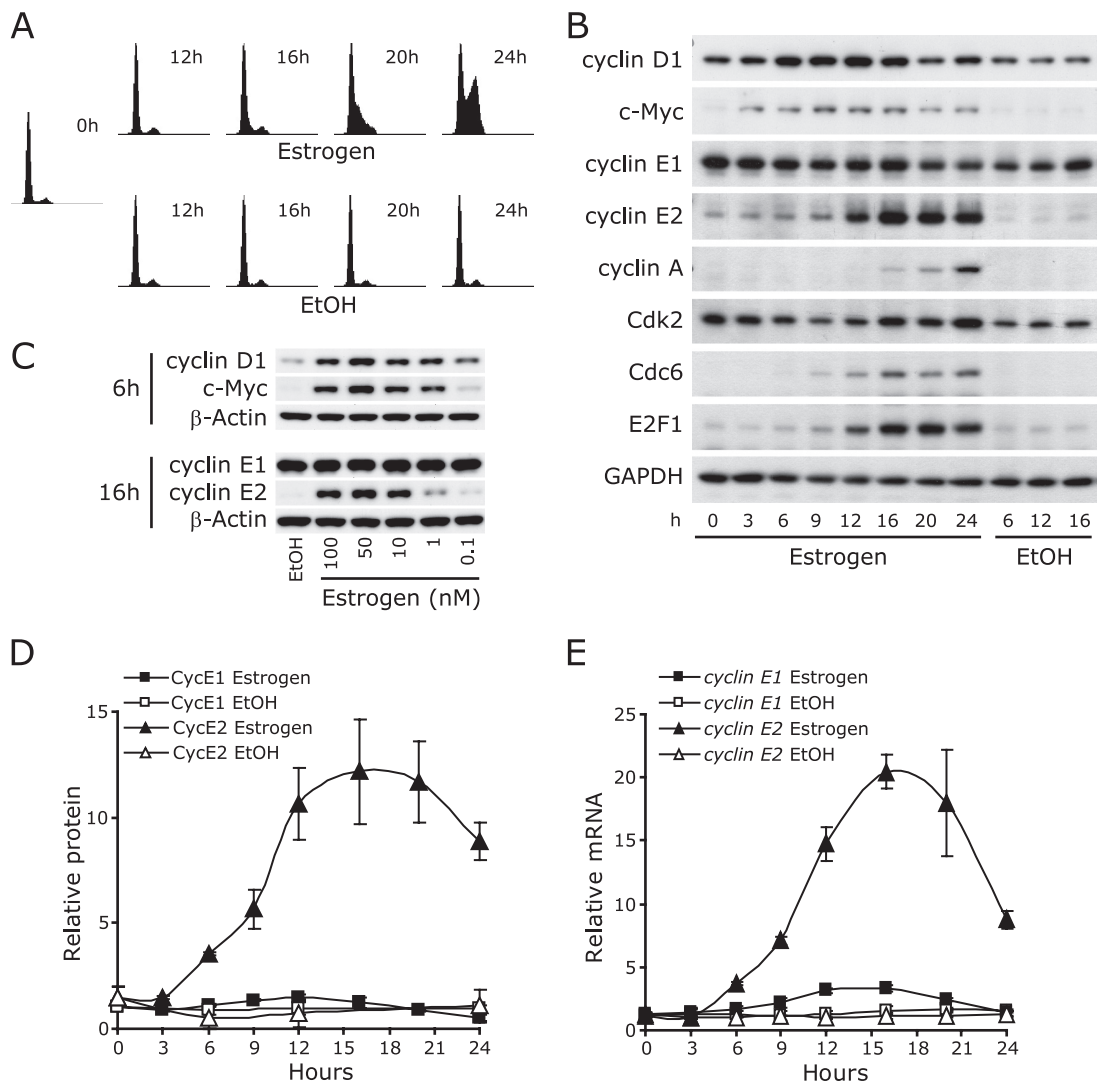 A
0h
12h 16h 20h 24h
Estrogen
12h 16h 20h 24h
EtOH
B
cyclin D1
c-Myc
cyclin E1
cyclin E2
cyclin A
Cdk2
Cdc6
E2F1
GAPDH
h 0 3 6 9 12 16 20 24 6 12 16
Estrogen EtOH
C
6h
cyclin D1
c-Myc
β-Actin
16h
cyclin E1
cyclin E2
β-Actin
EtOH 100 50 10 1 0.1
Estrogen (nM)
D
CycE1 Estrogen
CycE1 EtOH
CycE2 Estrogen
CycE2 EtOH
Relative protein
15
10
5
0
0 3 6 9 12 15 18 21 24
Hours
E
cyclin E1 Estrogen
cyclin E1 EtOH
cyclin E2 Estrogen
cyclin E2 EtOH
Relative mRNA
25
20
15
10
5
0
0 3 6 9 12 15 18 21 24
Hours